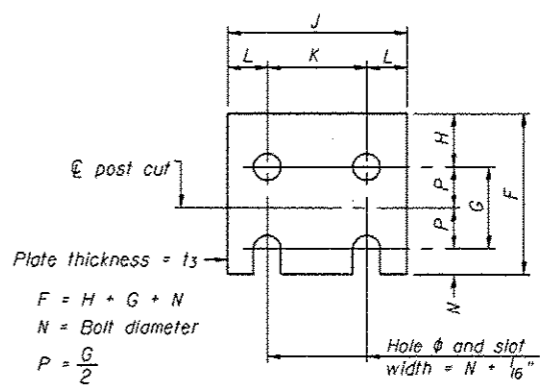 J
L K L
H
℄ post cut
P
G
F
P
Plate thickness = t₃
N
F = H + G + N
N = Bolt diameter
P = G/2
Hole ϕ and slot
width = N + 1/16"